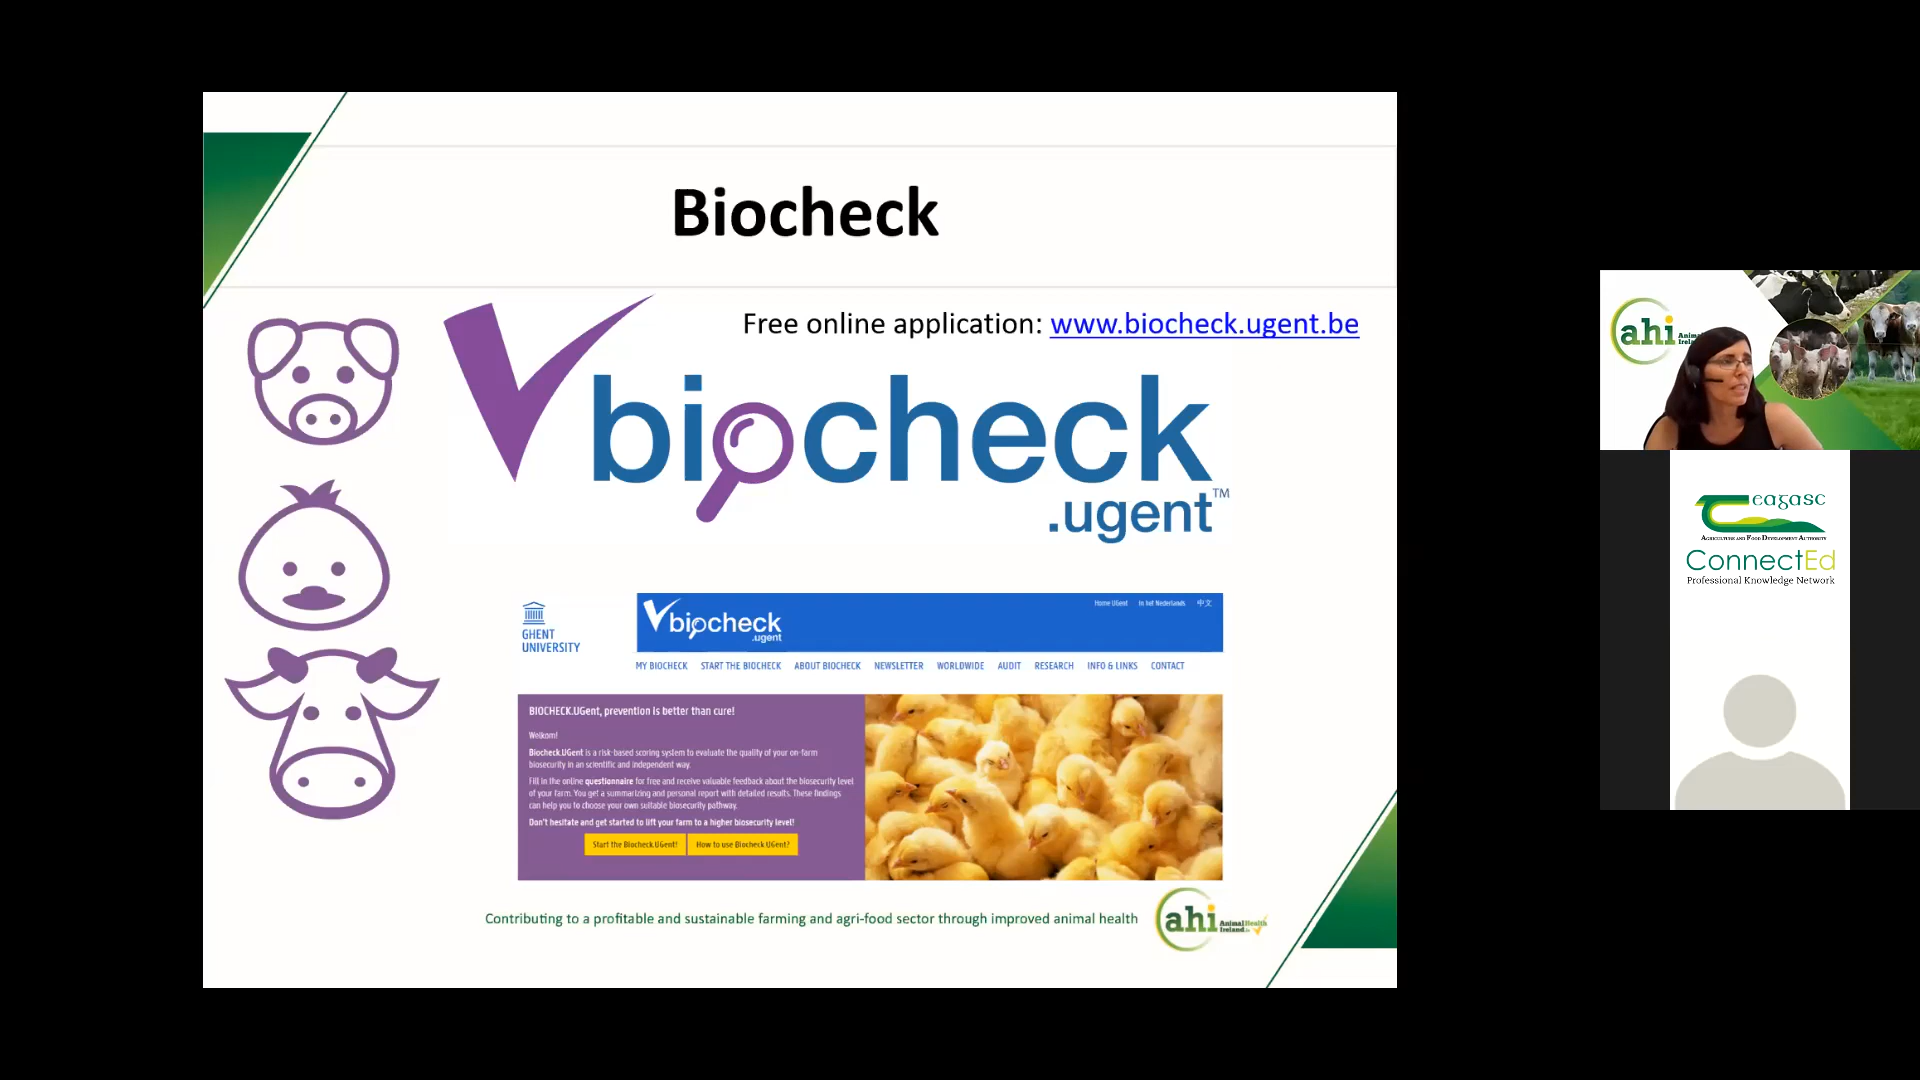 Biocheck
Free online application: www.biocheck.ugent.be
biocheck
.ugent™
GHENT
UNIVERSITY
biocheck
.ugent
Home UGent In het Nederlands 中文
MY BIOCHECK START THE BIOCHECK ABOUT BIOCHECK NEWSLETTER WORLDWIDE AUDIT RESEARCH INFO & LINKS CONTACT
BIOCHECK.UGent, prevention is better than cure!
Welkom!
Biocheck.UGent is a risk-based scoring system to evaluate the quality of your on-farm
biosecurity in an scientific and independent way.
Fill in the online questionnaire for free and receive valuable feedback about the biosecurity level
of your farm. You get a summarizing and personal report with detailed results. These findings
can help you to choose your own suitable biosecurity pathway.
Don't hesitate and get started to lift your farm to a higher biosecurity level!
Start the Biocheck.UGent! How to use Biocheck UGent?
Contributing to a profitable and sustainable farming and agri-food sector through improved animal health
ahi Animal Health
Ireland.ie
ahi
Teagasc
AGRICULTURE AND FOOD DEVELOPMENT AUTHORITY
ConnectEd
Professional Knowledge Network